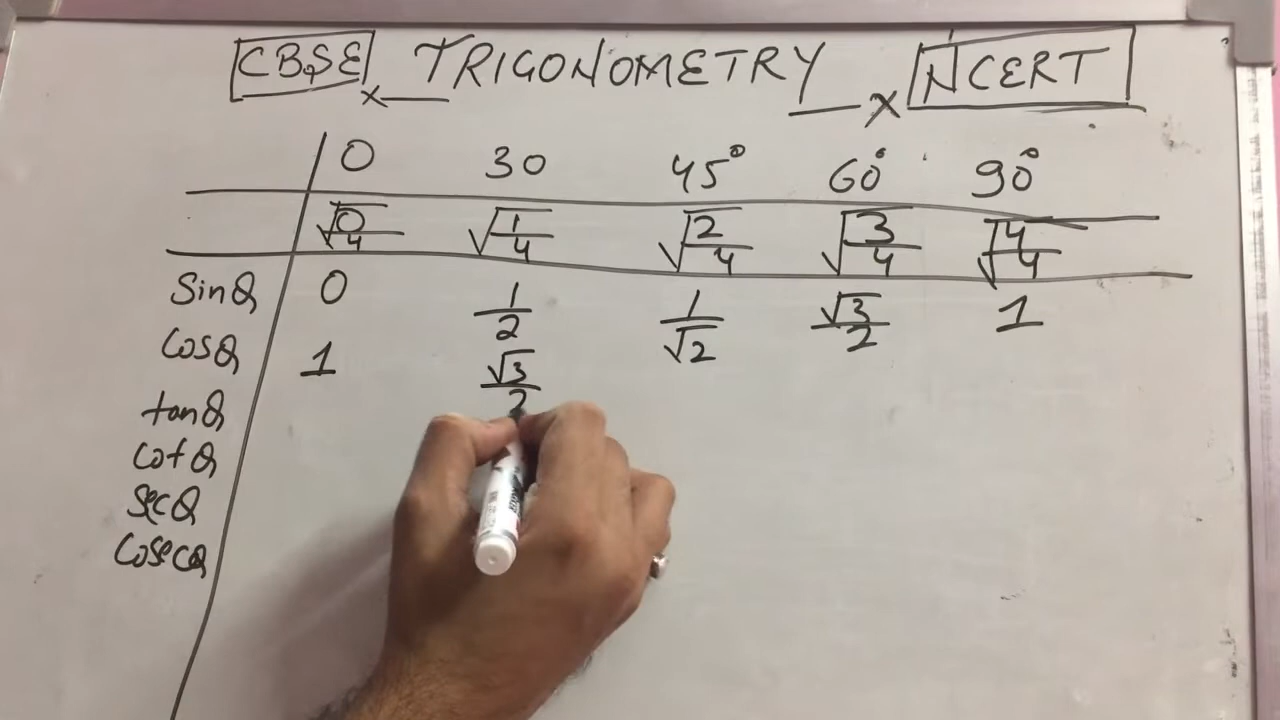 CBSE TRIGONOMETRY NCERT
0 30 45° 60° 90°
√0/4 √1/4 √2/4 √3/4 √4/4
Sinθ 0 1/2 1/√2 √3/2 1
Cosθ 1 √3/2
tanθ
Cotθ
Secθ
Cosecθ